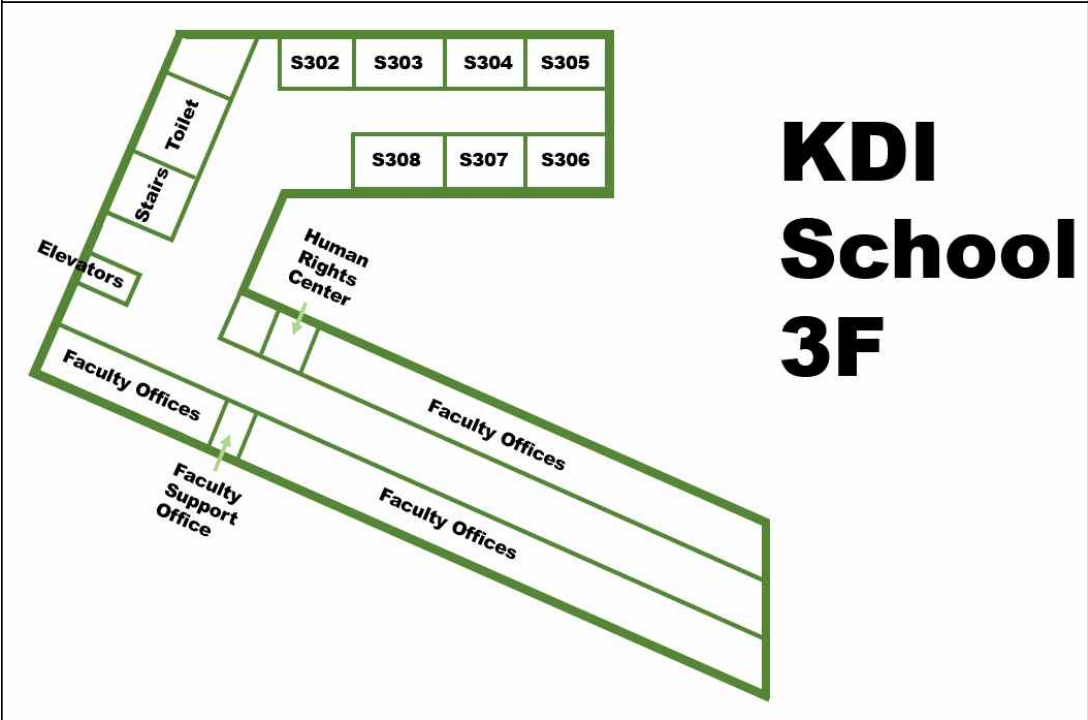 S302
S303
S304
S305
KDI
School
3F
Toilet
S308
S307
S306
Stairs
Elevators
Human
Rights
Center
Faculty Offices
Faculty Offices
Faculty
Support
Office
Faculty Offices